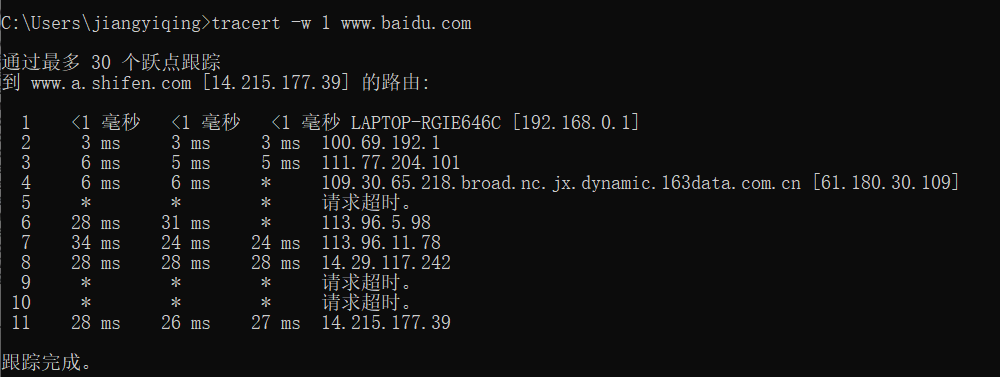 C:\Users\jiangyiqing>tracert -w 1 www.baidu.com
通过最多 30 个跃点跟踪
到 www.a.shifen.com [14.215.177.39] 的路由:
1 <1 毫秒 <1 毫秒 <1 毫秒 LAPTOP-RGIE646C [192.168.0.1]
2 3 ms 3 ms 3 ms 100.69.192.1
3 6 ms 5 ms 5 ms 111.77.204.101
4 6 ms 6 ms * 109.30.65.218.broad.nc.jx.dynamic.163data.com.cn [61.180.30.109]
5 * * * 请求超时。
6 28 ms 31 ms * 113.96.5.98
7 34 ms 24 ms 24 ms 113.96.11.78
8 28 ms 28 ms 28 ms 14.29.117.242
9 * * * 请求超时。
10 * * * 请求超时。
11 28 ms 26 ms 27 ms 14.215.177.39
跟踪完成。